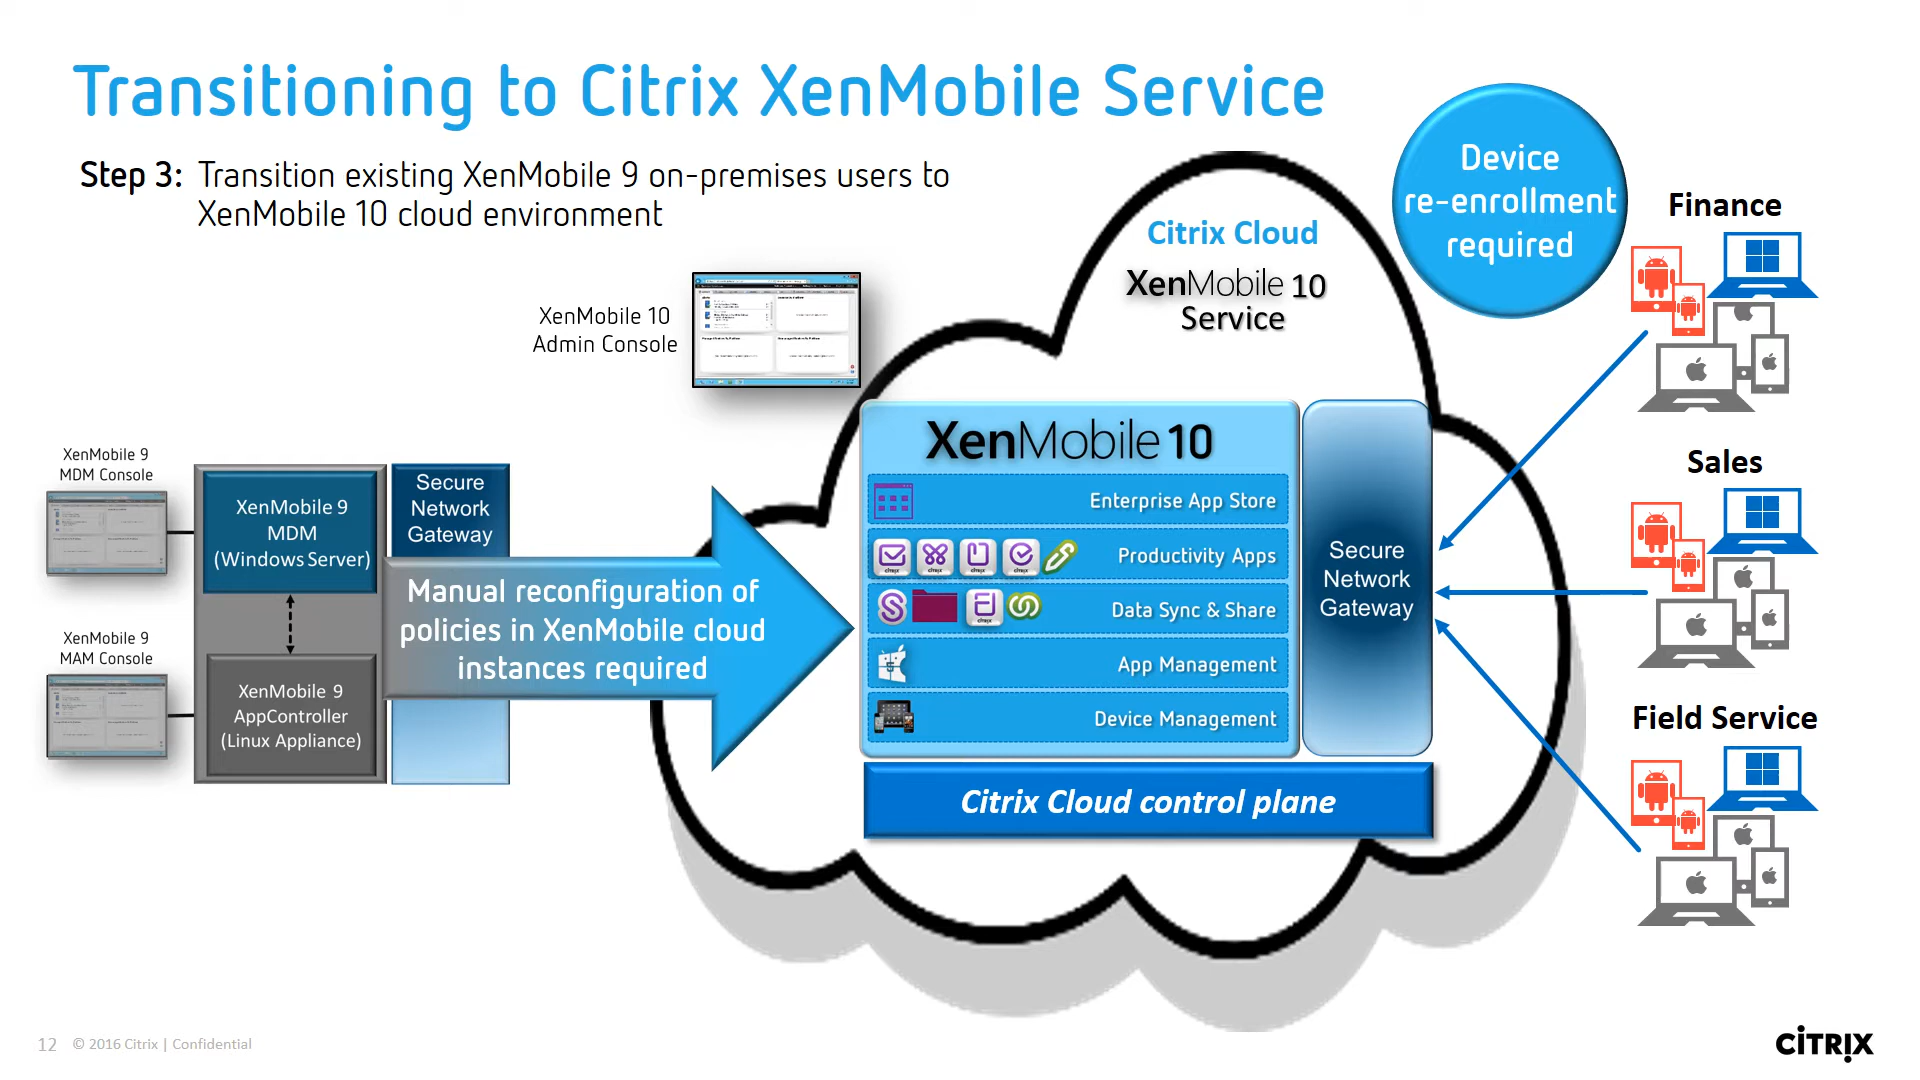 Transitioning to Citrix XenMobile Service
Step 3: Transition existing XenMobile 9 on-premises users to
XenMobile 10 cloud environment
Device
re-enrollment
required
Citrix Cloud
XenMobile 10
Service
XenMobile 10
Admin Console
Finance
Sales
Field Service
XenMobile 9
MDM Console
XenMobile 9
MDM
(Windows Server)
Secure
Network
Gateway
XenMobile 9
MAM Console
XenMobile 9
AppController
(Linux Appliance)
Manual reconfiguration of
policies in XenMobile cloud
instances required
XenMobile 10
Enterprise App Store
Productivity Apps
Data Sync & Share
App Management
Device Management
Secure
Network
Gateway
Citrix Cloud control plane
12 © 2016 Citrix | Confidential
CITRIX